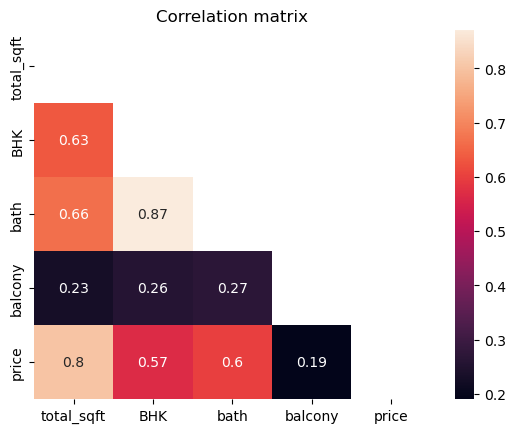 Correlation matrix
total_sqft
BHK 0.63
bath 0.66 0.87
balcony 0.23 0.26 0.27
price 0.8 0.57 0.6 0.19
total_sqft BHK bath balcony price
0.8
0.7
0.6
0.5
0.4
0.3
0.2